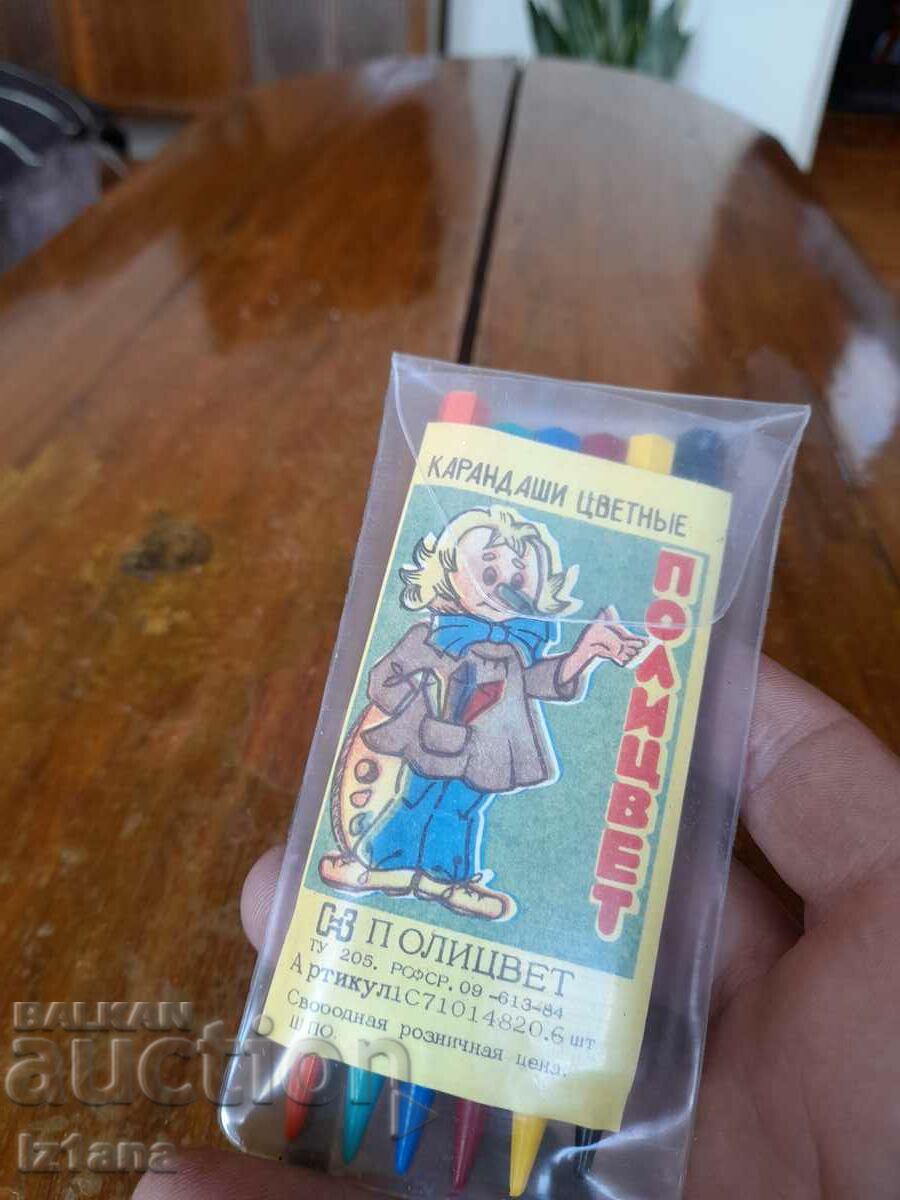 КАРАНДАШИ ЦВЕТНЫЕ
ПОЛИЦВЕТ
ПОЛИЦВЕТ
ТУ 205. РСФСР. 09-613-84
Артикул1С71014820.6 шт
Свободная розничная цена.
ШПО.
BALKAN
auction
Iz1ana